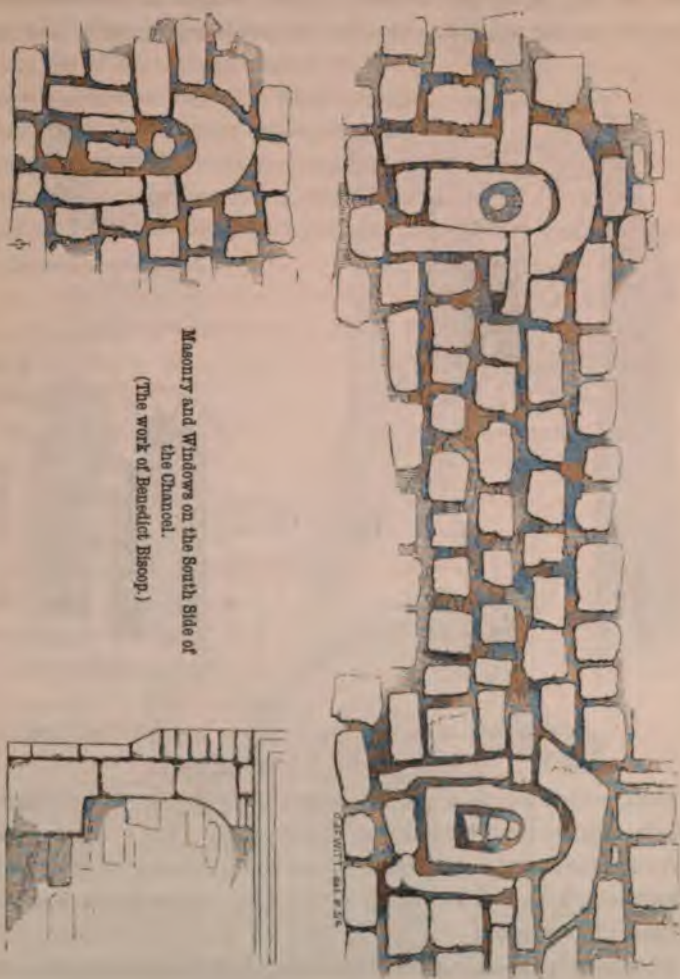 Masonry and Windows on the South Side of
the Chancel.
(The work of Benedict Biscop.)